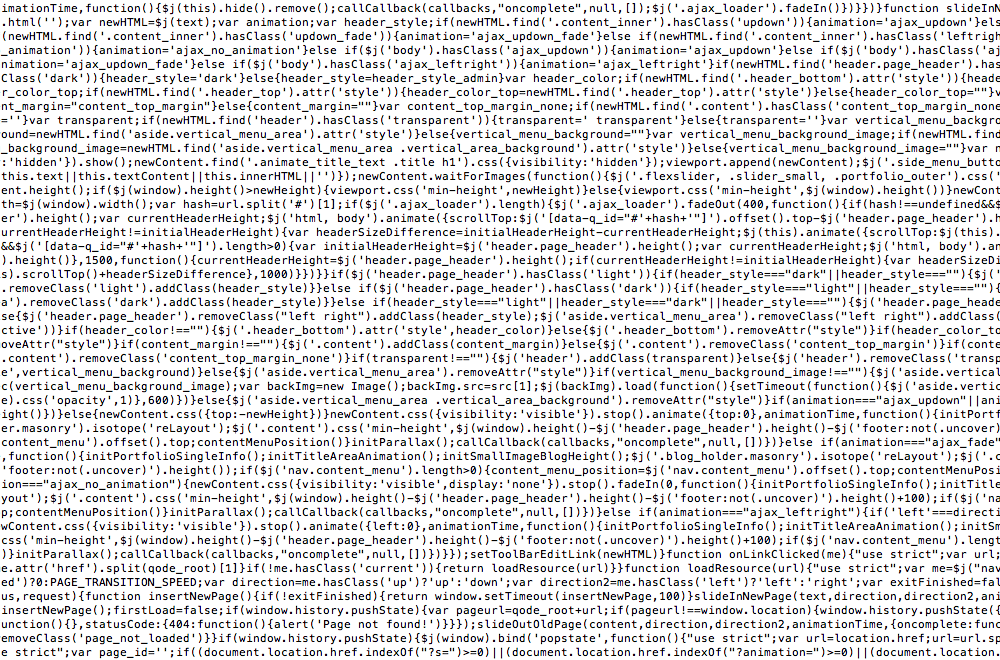 imationTime,function(){$j(this).hide().remove();callCallback(callbacks,"oncomplete",null,[]);$j('.ajax_loader').fadeIn()})}})}function slideInN
.html('');var newHTML=$j(text);var animation;var header_style;if(newHTML.find('.content_inner').hasClass('updown')){animation='ajax_updown'}els
(newHTML.find('.content_inner').hasClass('updown_fade')){animation='ajax_updown_fade'}else if(newHTML.find('.content_inner').hasClass('leftrigh
_animation')){animation='ajax_no_animation'}else if($j('body').hasClass('ajax_updown')){animation='ajax_updown'}else if($j('body').hasClass('aj
nimation='ajax_updown_fade'}else if($j('body').hasClass('ajax_leftright')){animation='ajax_leftright'}if(newHTML.find('header.page_header').has
Class('dark')){header_style='dark'}else{header_style=header_style_admin}var header_color;if(newHTML.find('.header_bottom').attr('style')){heade
r_color_top;if(newHTML.find('.header_top').attr('style')){header_color_top=newHTML.find('.header_top').attr('style')}else{header_color_top=""}v
nt_margin="content_top_margin"}else{content_margin=""}var content_top_margin_none;if(newHTML.find('.content').hasClass('content_top_margin_none
=''}var transparent;if(newHTML.find('header').hasClass('transparent')){transparent=' transparent'}else{transparent=''}var vertical_menu_backgro
round=newHTML.find('aside.vertical_menu_area').attr('style')}else{vertical_menu_background=""}var vertical_menu_background_image;if(newHTML.fin
_background_image=newHTML.find('aside.vertical_menu_area .vertical_area_background').attr('style')}else{vertical_menu_background_image=""}var n
:'hidden'}).show();newContent.find('.animate_title_text .title h1').css({visibility:'hidden'});viewport.append(newContent);$j('.side_menu_butto
this.text||this.textContent||this.innerHTML||'')});newContent.waitForImages(function(){$j('.flexslider, .slider_small, .portfolio_outer').css('
ent.height();if($j(window).height()>newHeight){viewport.css('min-height',newHeight)}else{viewport.css('min-height',$j(window).height())}newCont
th=$j(window).width();var hash=url.split('#')[1];if($j('.ajax_loader').length){$j('.ajax_loader').fadeOut(400,function(){if(hash!==undefined&&$
r').height();var currentHeaderHeight;$j('html, body').animate({scrollTop:$j('[data-q_id="#'+hash+'"]').offset().top-$j('header.page_header').h
currentHeaderHeight!=initialHeaderHeight){var headerSizeDifference=initialHeaderHeight-currentHeaderHeight;$j(this).animate({scrollTop:$j(this)
&&$j('[data-q_id="#'+hash+'"]').length>0){var initialHeaderHeight=$j('header.page_header').height();var currentHeaderHeight;$j('html, body').an
).height()},1500,function(){currentHeaderHeight=$j('header.page_header').height();if(currentHeaderHeight!=initialHeaderHeight){var headerSizeDi
s).scrollTop()+headerSizeDifference},1000)}})}}if($j('header.page_header').hasClass('light')){if(header_style==="dark"||header_style===""){$j('
.removeClass('light').addClass(header_style)}}else if($j('header.page_header').hasClass('dark')){if(header_style==="light"||header_style===""){
a').removeClass('dark').addClass(header_style)}}else if(header_style==="light"||header_style==="dark"||header_style===""){$j('header.page_heade
se{$j('header.page_header').removeClass("left right").addClass(header_style);$j('aside.vertical_menu_area').removeClass("left right").addClass(
ctive'))}if(header_color!==""){$j('.header_bottom').attr('style',header_color)}else{$j('.header_bottom').removeAttr("style")}if(header_color_to
oveAttr("style")}if(content_margin!==""){$j('.content').addClass(content_margin)}else{$j('.content').removeClass('content_top_margin')}if(conte
.content').removeClass('content_top_margin_none')}if(transparent!==""){$j('header').addClass(transparent)}else{$j('header').removeClass('transp
e',vertical_menu_background)}else{$j('aside.vertical_menu_area').removeAttr("style")}if(vertical_menu_background_image!==""){$j('aside.vertical
c(vertical_menu_background_image);var backImg=new Image();backImg.src=src[1];$j(backImg).load(function(){setTimeout(function(){$j('aside.vertic
e).css('opacity',1)},600)})}else{$j('aside.vertical_menu_area .vertical_area_background').removeAttr("style")}if(animation==="ajax_updown"||ani
ight()})}else{newContent.css({top:-newHeight})}newContent.css({visibility:'visible'}).stop().animate({top:0},animationTime,function(){initPortf
er.masonry').isotope('reLayout');$j('.content').css('min-height',$j(window).height()-$j('header.page_header').height()-$j('footer:not(.uncover)
content_menu').offset().top;contentMenuPosition()}initParallax();callCallback(callbacks,"oncomplete",null,[])})}else if(animation==="ajax_fade"
,function(){initPortfolioSingleInfo();initTitleAreaAnimation();initSmallImageBlogHeight();$j('.blog_holder.masonry').isotope('reLayout');$j('.c
'footer:not(.uncover)').height());if($j('nav.content_menu').length>0){content_menu_position=$j('nav.content_menu').offset().top;contentMenuPosi
ion==="ajax_no_animation"){newContent.css({visibility:'visible',display:'none'}).stop().fadeIn(0,function(){initPortfolioSingleInfo();initTitle
yout');$j('.content').css('min-height',$j(window).height()-$j('header.page_header').height()-$j('footer:not(.uncover)').height()+100);if($j('na
p;contentMenuPosition()}initParallax();callCallback(callbacks,"oncomplete",null,[])})}else if(animation==="ajax_leftright"){if('left'===directi
wContent.css({visibility:'visible'}).stop().animate({left:0},animationTime,function(){initPortfolioSingleInfo();initTitleAreaAnimation();initSm
css('min-height',$j(window).height()-$j('header.page_header').height()-$j('footer:not(.uncover)').height()+100);if($j('nav.content_menu').lengt
)}initParallax();callCallback(callbacks,"oncomplete",null,[])})}});setToolBarEditLink(newHTML)}function onLinkClicked(me){"use strict";var url;
e.attr('href').split(qode_root)[1]}if(!me.hasClass('current')){return loadResource(url)}}function loadResource(url){"use strict";var me=$j("nav
ed')?0:PAGE_TRANSITION_SPEED;var direction=me.hasClass('up')?'up':'down';var direction2=me.hasClass('left')?'left':'right';var exitFinished=fal
us,request){function insertNewPage(){if(!exitFinished){return window.setTimeout(insertNewPage,100)}slideInNewPage(text,direction,direction2,ani
insertNewPage();firstLoad=false;if(window.history.pushState){var pageurl=qode_root+url;if(pageurl!==window.location){window.history.pushState({
unction(){},statusCode:{404:function(){alert('Page not found!')}}});slideOutOldPage(content,direction,direction2,animationTime,{oncomplete:func
removeClass('page_not_loaded')}}if(window.history.pushState){$j(window).bind('popstate',function(){"use strict";var url=location.href;url=url.sp
se strict";var page_id='';if((document.location.href.indexOf("?s=")>=0)||(document.location.href.indexOf("?animation=")>=0)||(document.location.